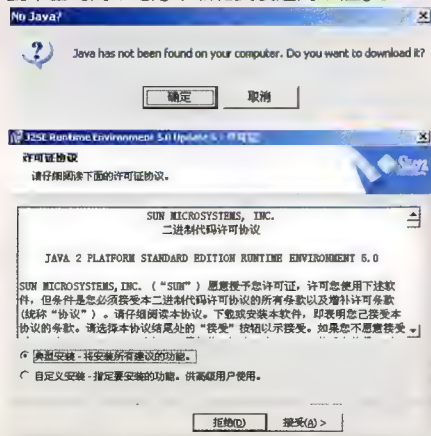 No Java?
Java has not been found on your computer. Do you want to download it?
确定
取消
J2SE Runtime Environment 5.0 Update 6 - 许可证
许可证协议
请仔细阅读下面的许可证协议。
Sun
SUN MICROSYSTEMS, INC.
二进制代码许可协议
JAVA 2 PLATFORM STANDARD EDITION RUNTIME ENVIRONMENT 5.0
SUN MICROSYSTEMS,INC. (“SUN”) 愿意授予您许可证，许可您使用下述软
件，但条件是您必须接受本二进制代码许可协议的所有条款以及增补许可条款
(统称“协议”)。请仔细阅读本协议。下载或安装本软件，即表明您已接受本
协议的条款。请选择本协议结尾处的“接受”按钮以示接受。如果您不愿意接受
典型安装 - 将安装所有建议的功能。
自定义安装 - 指定要安装的功能。供高级用户使用。
拒绝(D)
接受(A) >